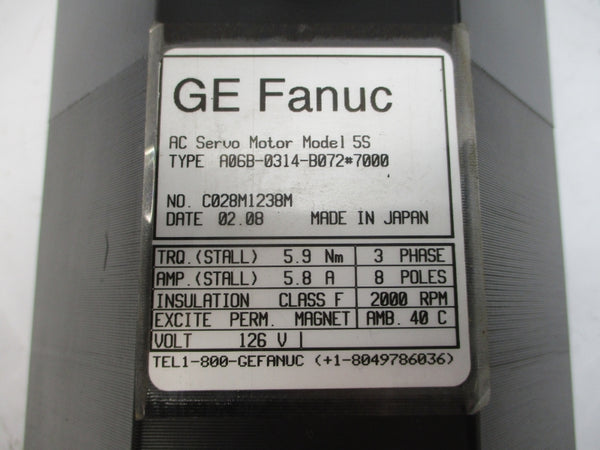 GE Fanuc
AC Servo Motor Model 5S
TYPE A06B-0314-B072#7000
NO. C028M1238M
DATE 02.08 MADE IN JAPAN
TRQ.(STALL) 5.9 Nm 3 PHASE
AMP.(STALL) 5.8 A 8 POLES
INSULATION CLASS F 2000 RPM
EXCITE PERM. MAGNET AMB. 40 C
VOLT 126 V
TEL1-800-GEFANUC (+1-8049786036)